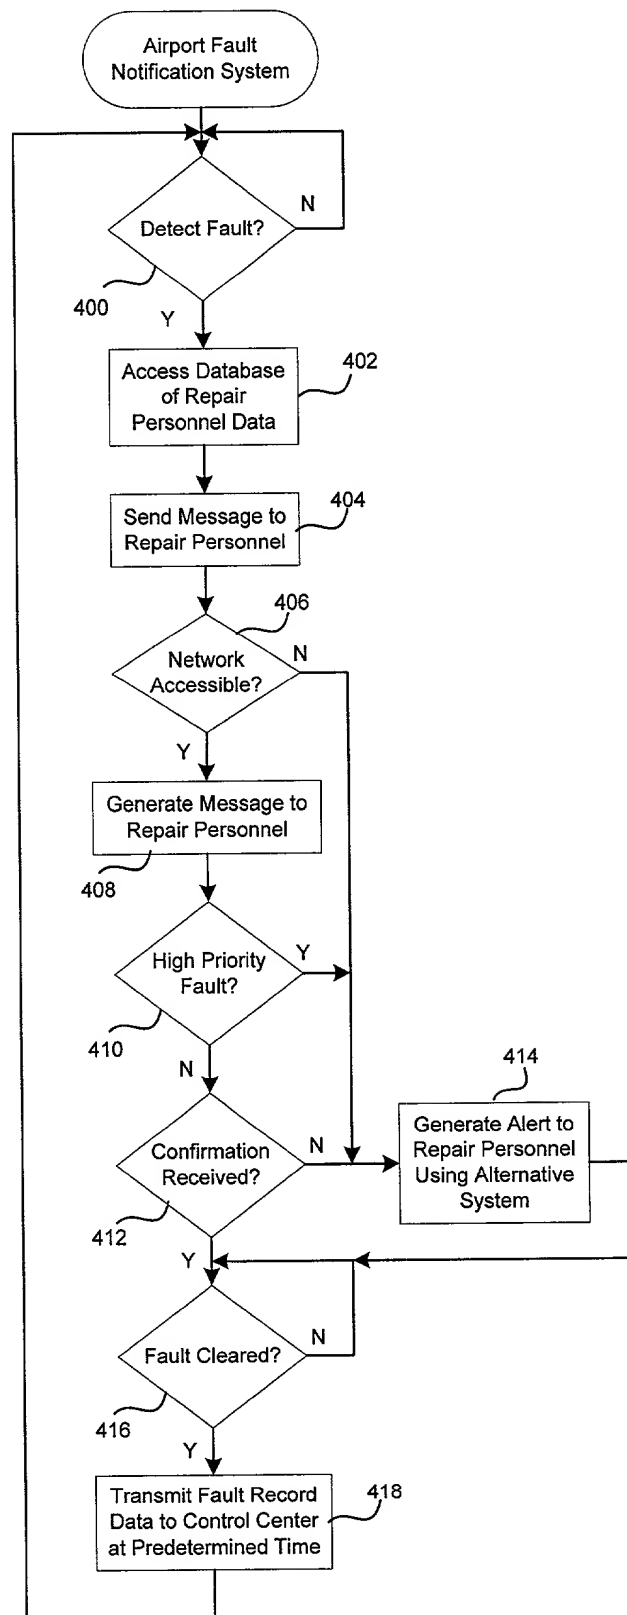 Airport Fault
Notification System
N
Detect Fault?
400
Y
Access Database
of Repair
Personnel Data
402
404
Send Message to
Repair Personnel
406
N
Network
Accessible?
Y
Generate Message to
Repair Personnel
408
Y
High Priority
Fault?
410
N
414
Generate Alert to
Repair Personnel
Using Alternative
System
Confirmation
Received?
N
412
Y
N
Fault Cleared?
416
Y
Transmit Fault Record
Data to Control Center
at Predetermined Time
418